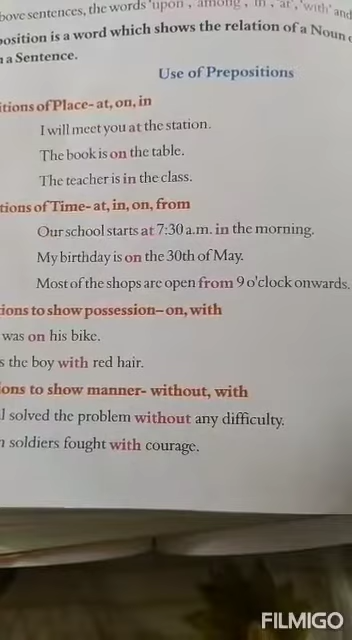 bove sentences, the words 'upon', among', in', 'at', 'with' and
position is a word which shows the relation of a Noun
a Sentence.
Use of Prepositions
itions of Place- at, on, in
I will meet you at the station.
The book is on the table.
The teacher is in the class.
tions of Time- at, in, on, from
Our school starts at 7:30 a.m. in the morning.
My birthday is on the 30th of May.
Most of the shops are open from 9 o'clock onwards.
ions to show possession- on, with
was on his bike.
s the boy with red hair.
ons to show manner- without, with
solved the problem without any difficulty.
soldiers fought with courage.
FILMIGO